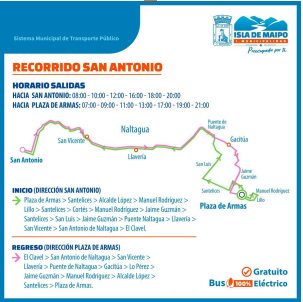 Sistema Municipal de Transporte Público
ISLA DE MAIPO
MUNICIPALIDAD
Preocupada por ti
RECORRIDO SAN ANTONIO
HORARIO SALIDAS
HACIA SAN ANTONIO: 08:00 - 10:00 - 12:00 - 16:00 - 18:00 - 20:00
HACIA PLAZA DE ARMAS: 07:00 - 09:00 - 11:00 - 13:00 - 17:00 - 19:00 - 21:00
Puente de
Naltagua
Naltagua
San Vicente
Gacitúa
San Antonio
Llavería
San Luis
Jaime
Guzmán
Santelices
Manuel Rodríguez
Lillo
Plaza de Armas
INICIO (DIRECCIÓN SAN ANTONIO)
Plaza de Armas > Santelices > Alcalde López > Manuel Rodríguez >
Lillo > Santelices > Cortés > Manuel Rodríguez > Jaime Guzmán >
Santelices > San Luis > Jaime Guzmán > Puente Naltagua > Llavería >
San Vicente > San Antonio de Naltagua > El Clavel.
REGRESO (DIRECCIÓN PLAZA DE ARMAS)
El Clavel > San Antonio de Naltagua > San Vicente >
Llavería > Puente de Naltagua > Gacitúa > Lo Pérez >
Jaime Guzmán > Manuel Rodríguez > Alcalde López >
Santelices > Plaza de Armas.
Gratuito
Bus 100% Eléctrico